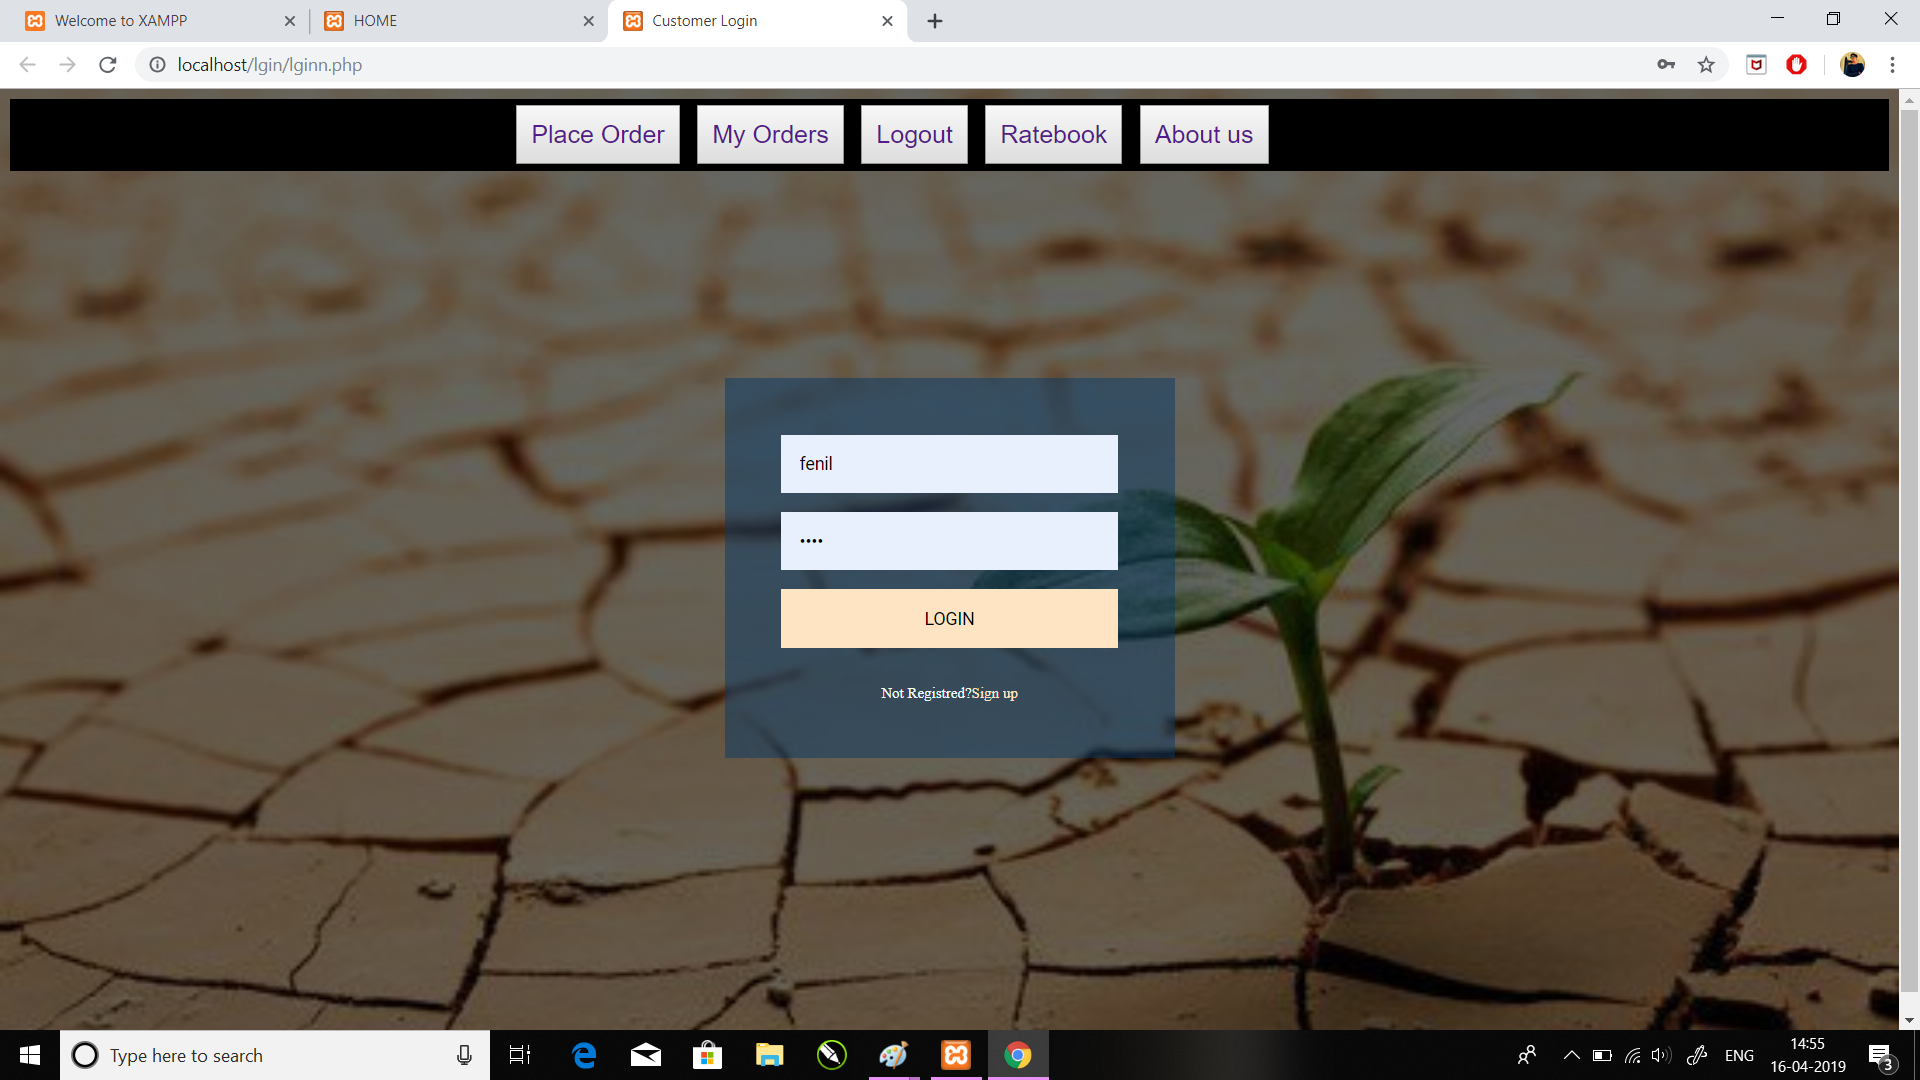 Welcome to XAMPP
HOME
Customer Login
localhost/lgin/lginn.php
Place Order
My Orders
Logout
Ratebook
About us
fenil
••••
LOGIN
Not Registred?Sign up
Type here to search
ENG
14:55
16-04-2019
3